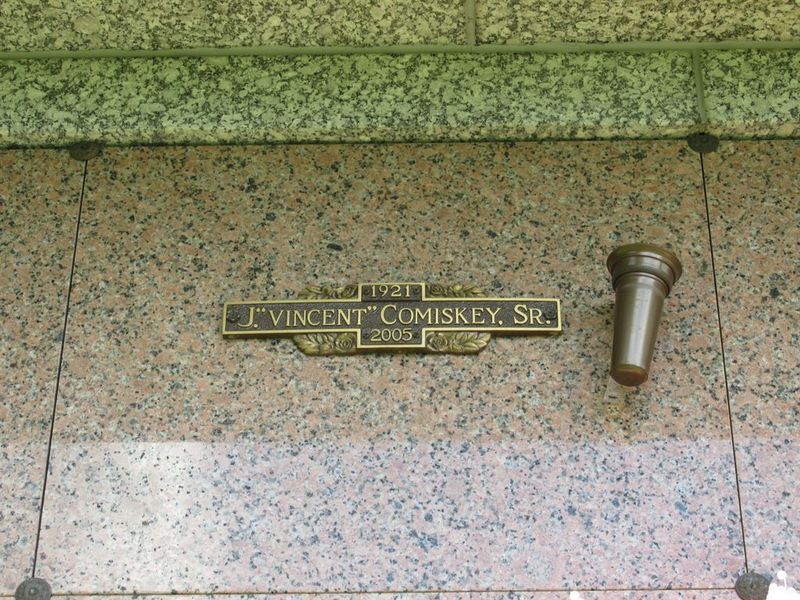 1921
J. "VINCENT" COMISKEY, SR.
2005